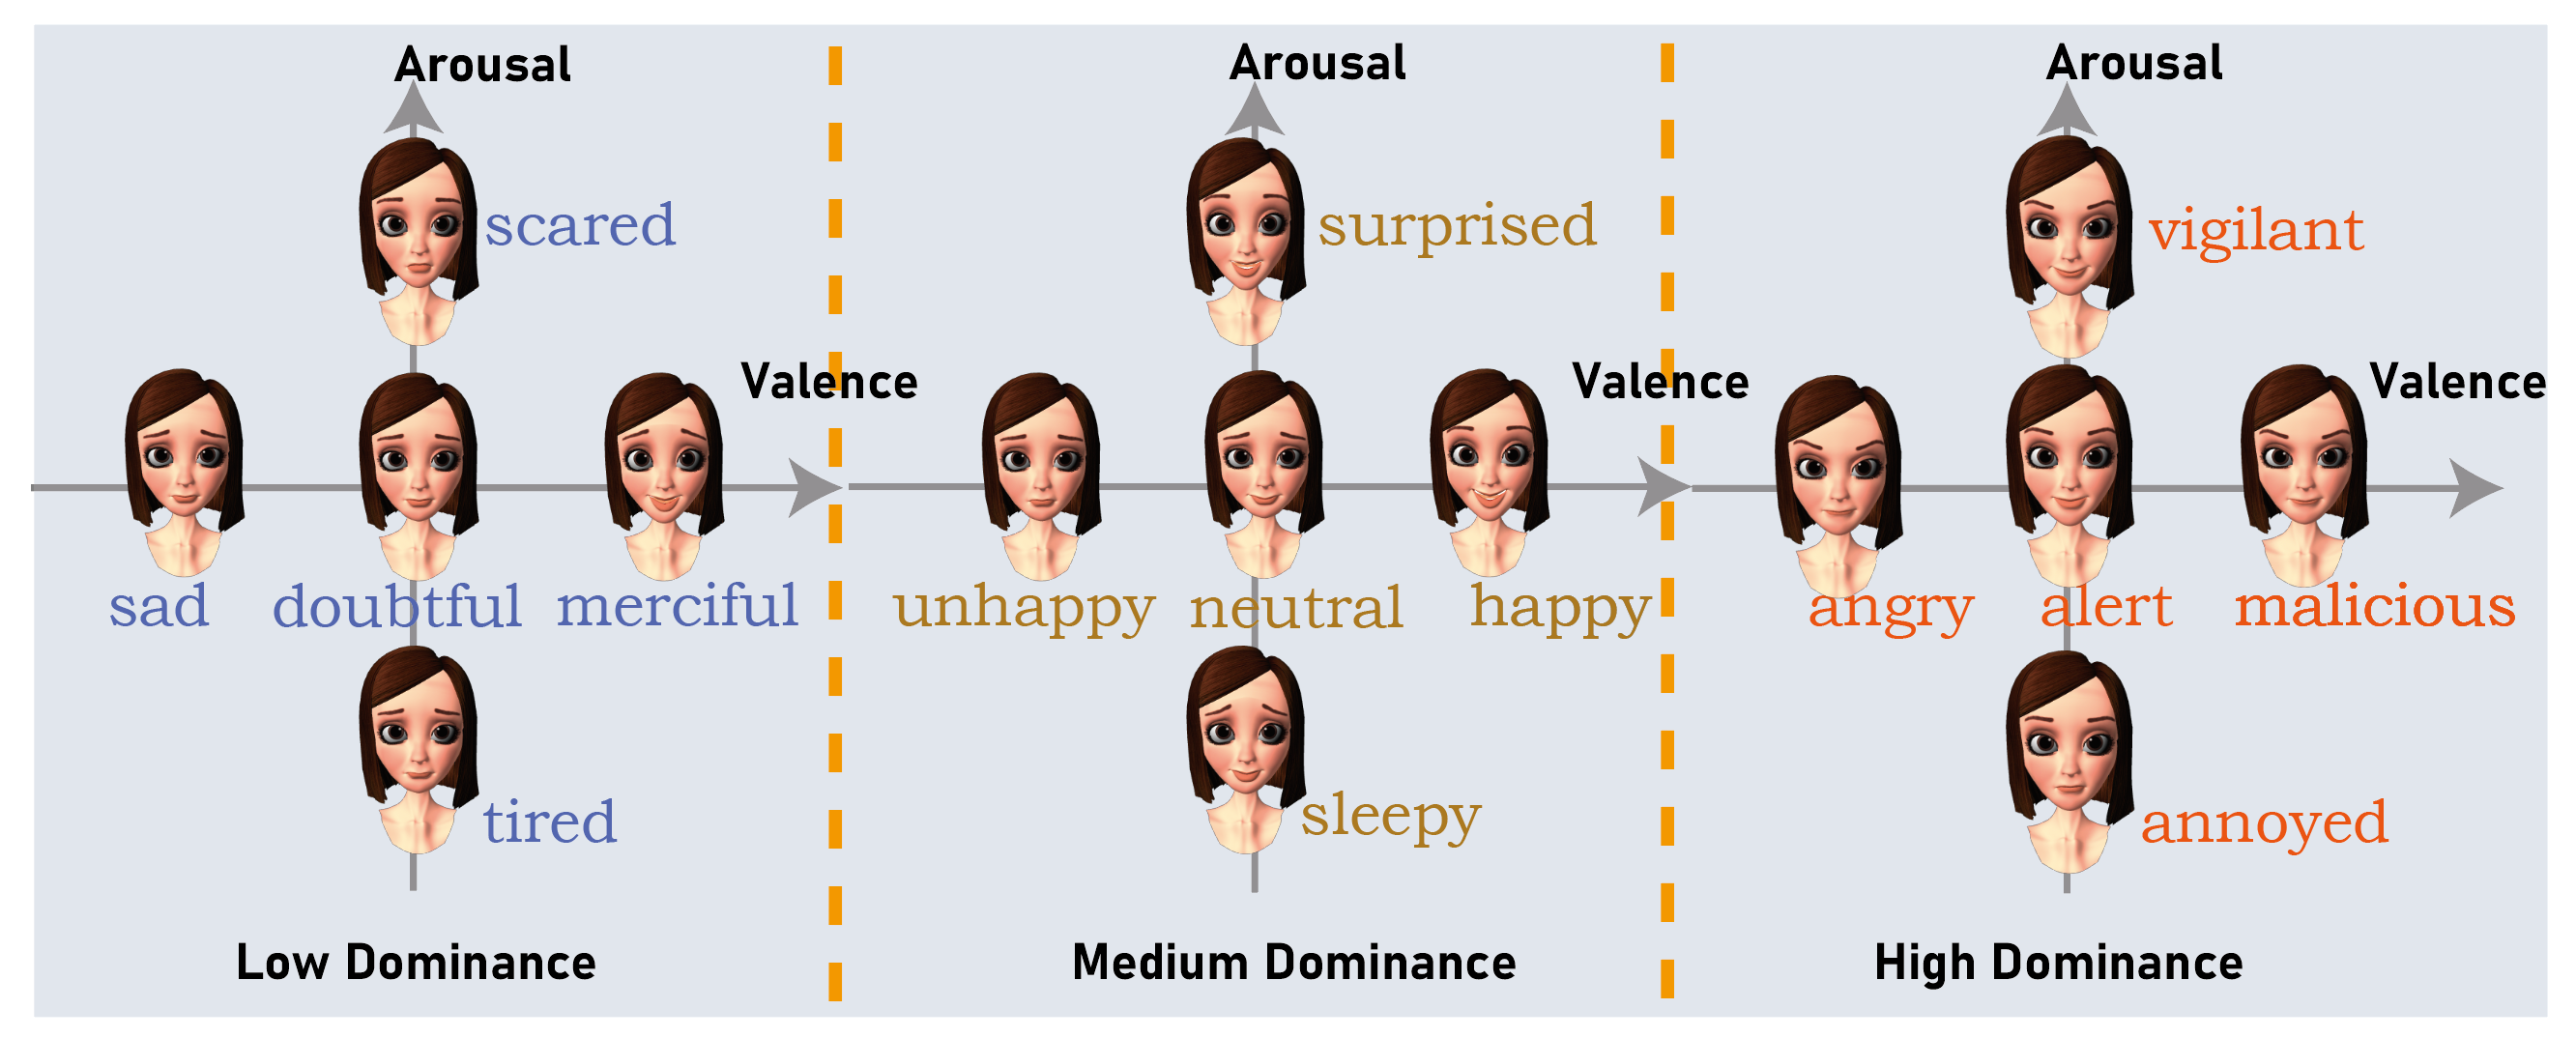 Arousal
Arousal
Arousal
scared
surprised
vigilant
Valence
Valence
Valence
sad doubtful merciful
unhappy neutral happy
angry alert malicious
tired
sleepy
annoyed
Low Dominance
Medium Dominance
High Dominance